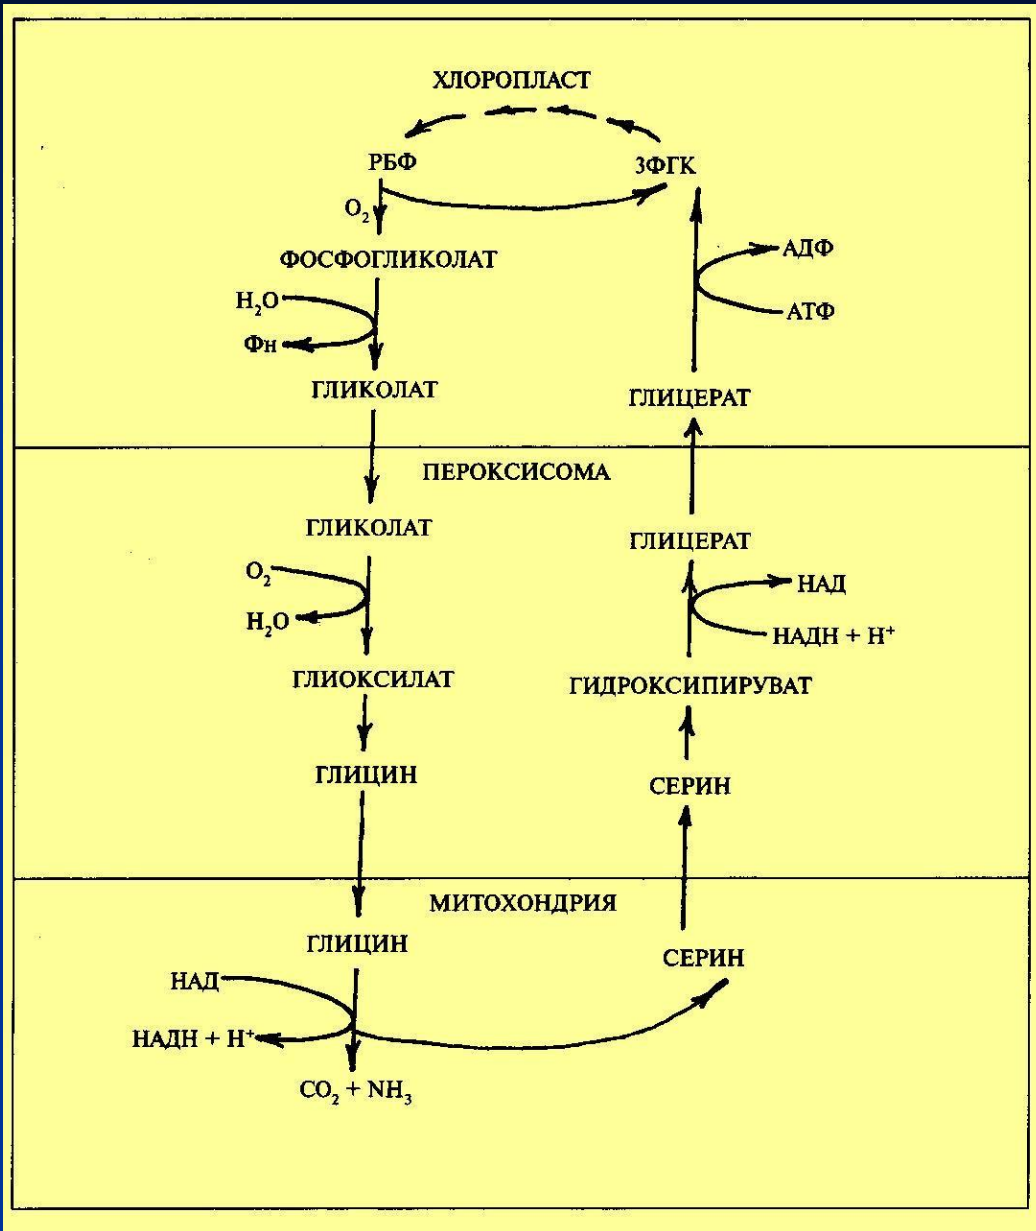 ХЛОРОПЛАСТ
РБФ
3ФГК
O₂
ФОСФОГЛИКОЛАТ
АДФ
H₂O
АТФ
Фн
ГЛИКОЛАТ
ГЛИЦЕРАТ
ПЕРОКСИСОМА
ГЛИКОЛАТ
ГЛИЦЕРАТ
O₂
НАД
H₂O
НАДН + H⁺
ГЛИОКСИЛАТ
ГИДРОКСИПИРУВАТ
ГЛИЦИН
СЕРИН
МИТОХОНДРИЯ
ГЛИЦИН
СЕРИН
НАД
НАДН + H⁺
CO₂ + NH₃